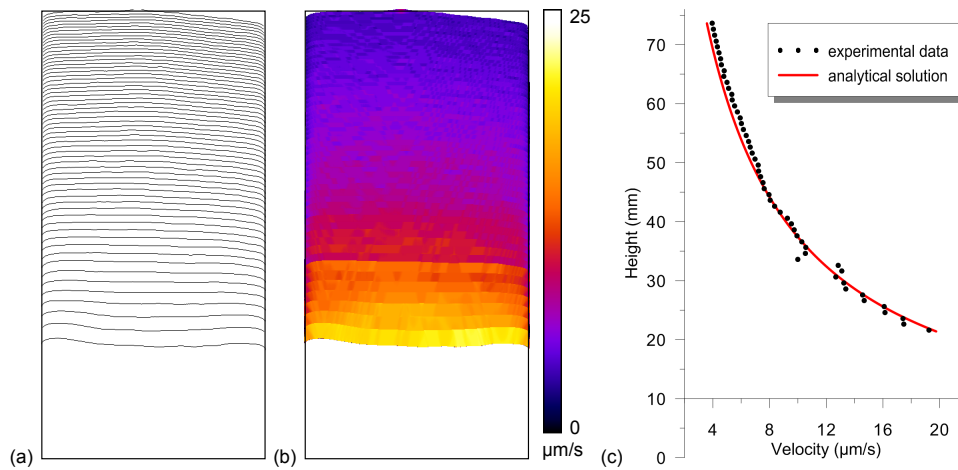 (a)
(b)
25
0
µm/s
(c)
70
60
50
40
30
20
10
0
Height (mm)
experimental data
analytical solution
4 8 12 16 20
Velocity (µm/s)